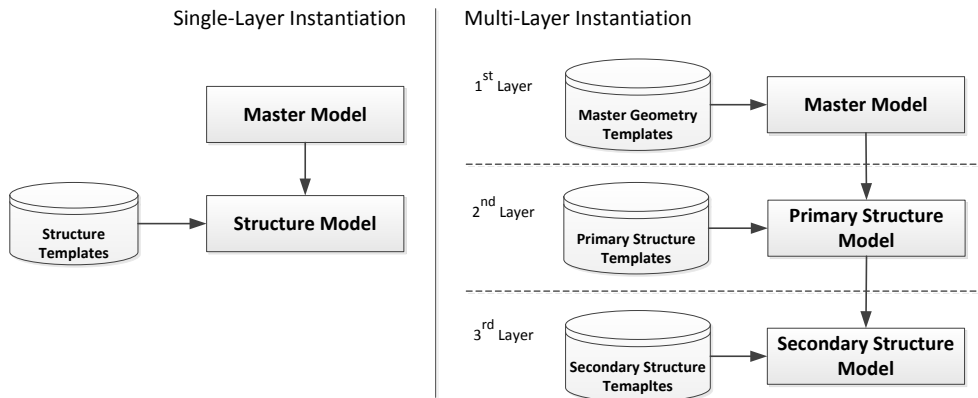 Single-Layer Instantiation
Master Model
Structure Model
Structure
Templates
Multi-Layer Instantiation
1st Layer
Master Geometry
Templates
Master Model
2nd Layer
Primary Structure
Templates
Primary Structure
Model
3rd Layer
Secondary Structure
Temapltes
Secondary Structure
Model